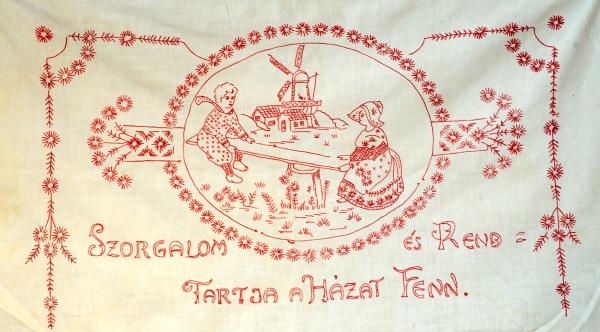 Szorgalom és Rend =
Tartja a Házat Fenn.